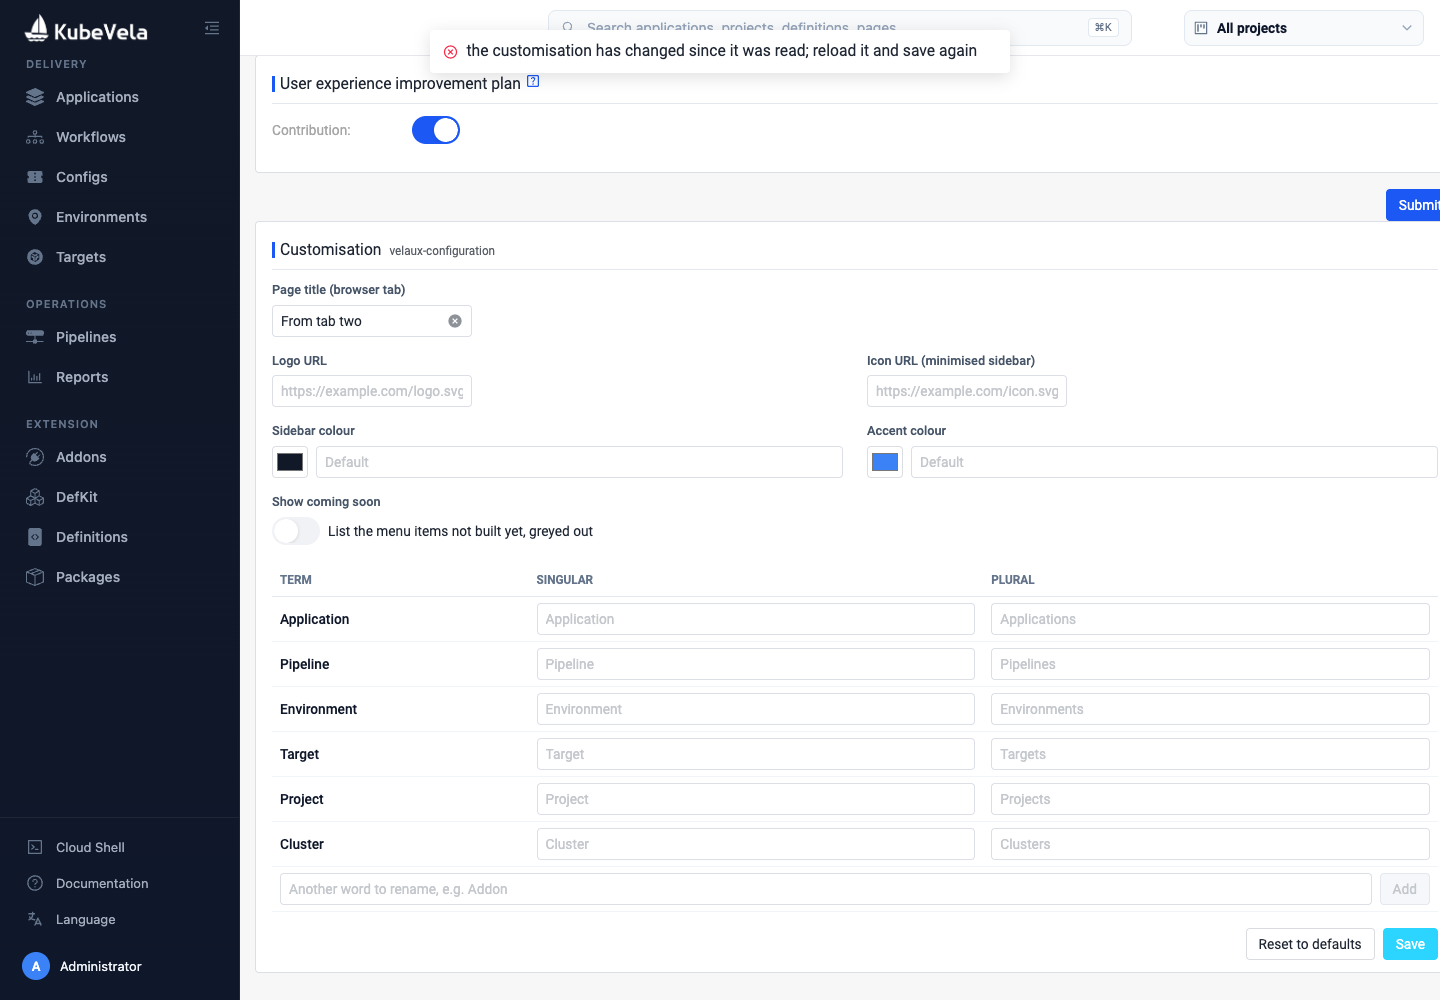 KubeVela
DELIVERY
Applications
Workflows
Configs
Environments
Targets
OPERATIONS
Pipelines
Reports
EXTENSION
Addons
DefKit
Definitions
Packages
Cloud Shell
Documentation
Language
A Administrator
Search applications, projects, definitions, pages
⌘K
All projects
the customisation has changed since it was read; reload it and save again
User experience improvement plan
Contribution:
Submit
Customisation velaux-configuration
Page title (browser tab)
From tab two
Logo URL Icon URL (minimised sidebar)
https://example.com/logo.svg https://example.com/icon.svg
Sidebar colour Accent colour
Default Default
Show coming soon
List the menu items not built yet, greyed out
TERM SINGULAR PLURAL
Application Application Applications
Pipeline Pipeline Pipelines
Environment Environment Environments
Target Target Targets
Project Project Projects
Cluster Cluster Clusters
Another word to rename, e.g. Addon Add
Reset to defaults Save